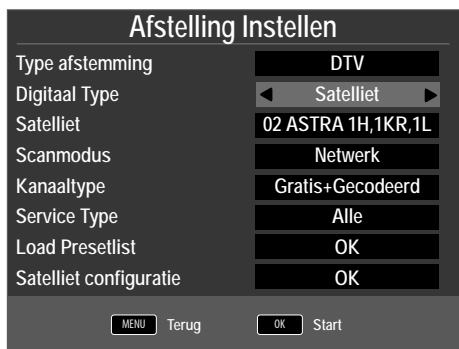 Afstelling Instellen
Type afstemming DTV
Digitaal Type Satelliet
Satelliet 02 ASTRA 1H,1KR,1L
Scanmodus Netwerk
Kanaaltype Gratis+Gecodeerd
Service Type Alle
Load Presetlist OK
Satelliet configuratie OK
MENU Terug OK Start